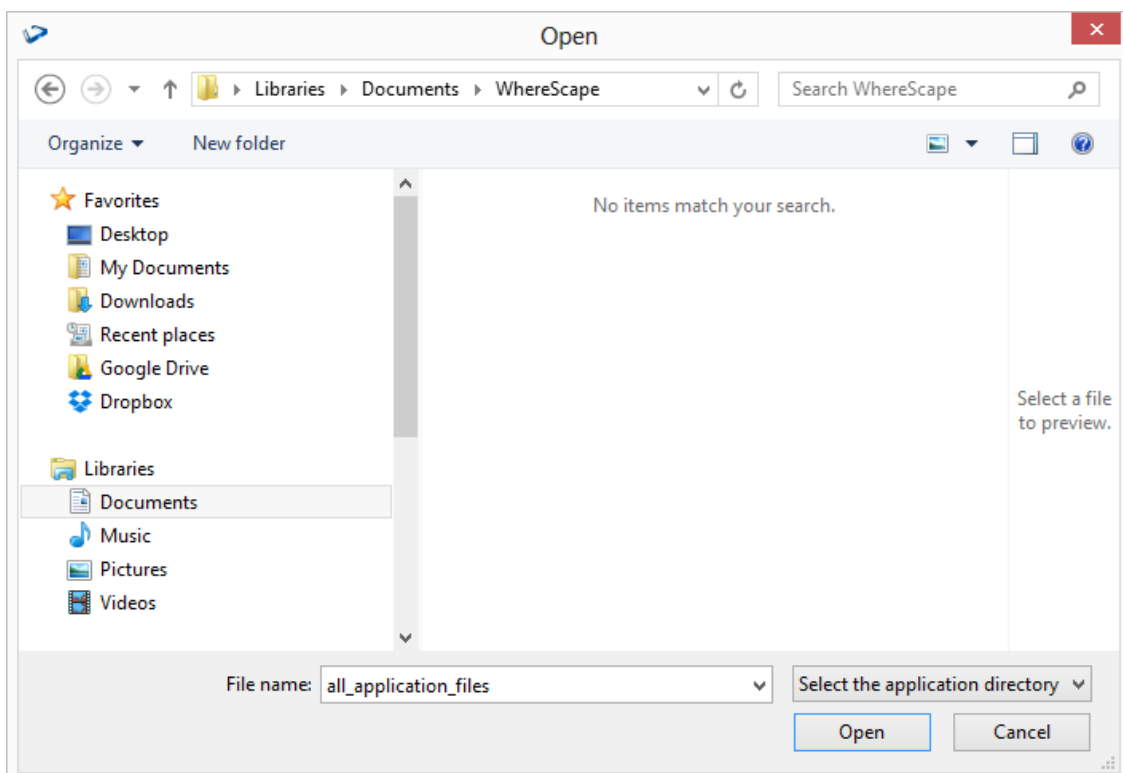 Open
Libraries Documents WhereScape
Search WhereScape
Organize
New folder
No items match your search.
Favorites
Desktop
My Documents
Downloads
Recent places
Google Drive
Dropbox
Libraries
Documents
Music
Pictures
Videos
Select a file
to preview.
File name: all_application_files
Select the application directory
Open
Cancel